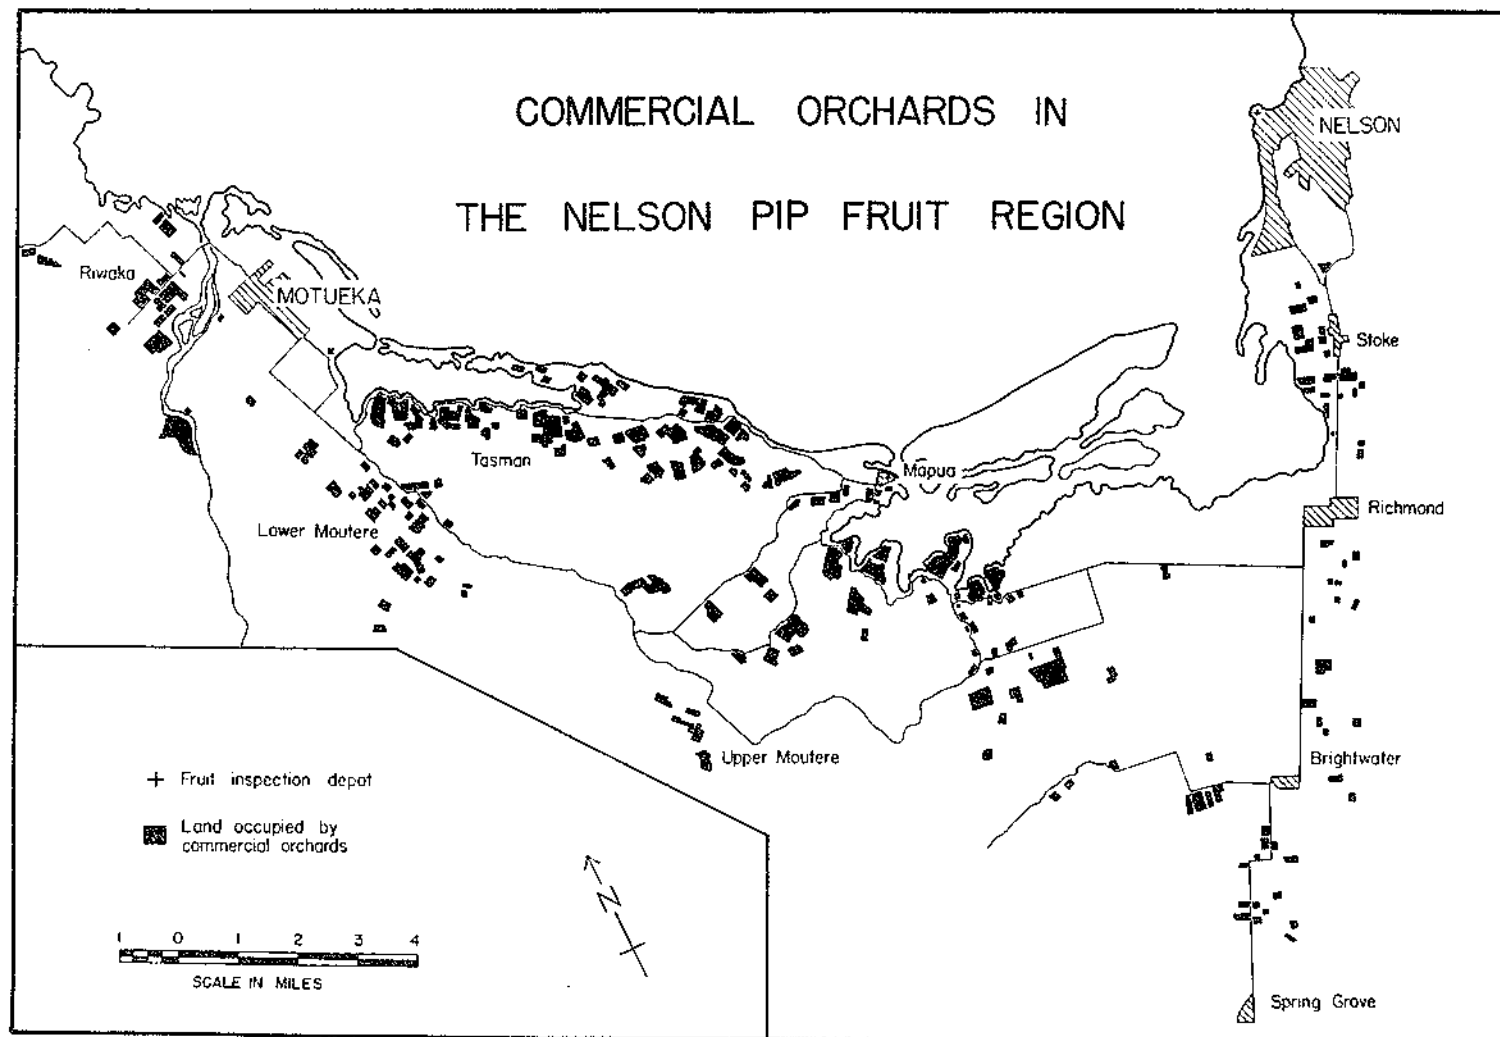 COMMERCIAL ORCHARDS IN
THE NELSON PIP FRUIT REGION
NELSON
Riwaka
MOTUEKA
Stoke
Tasman
Mapua
Richmond
Lower Moutere
Upper Moutere
Brightwater
Spring Grove
+ Fruit inspection depot
Land occupied by
commercial orchards
N
1 0 1 2 3 4
SCALE IN MILES